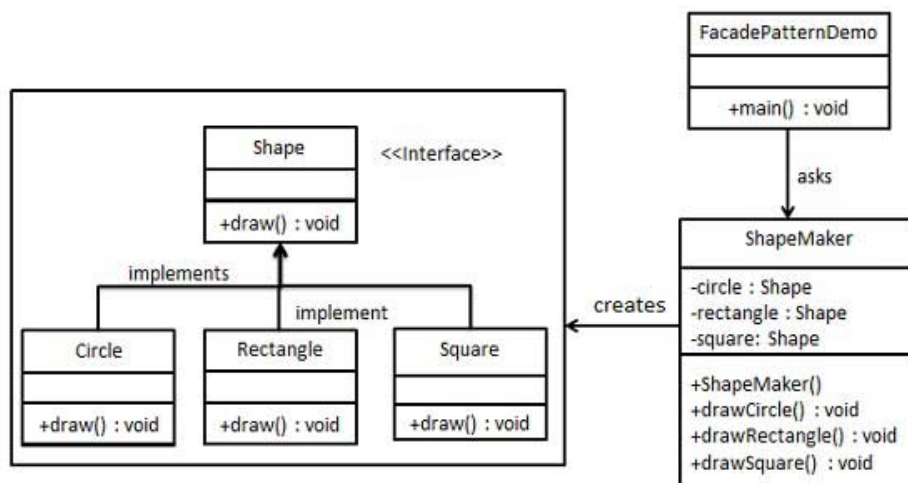 FacadePatternDemo
+main() : void
asks
Shape
<<Interface>>
+draw() : void
implements
implement
Circle
+draw() : void
Rectangle
+draw() : void
Square
+draw() : void
creates
ShapeMaker
-circle : Shape
-rectangle : Shape
-square: Shape
+ShapeMaker()
+drawCircle() : void
+drawRectangle() : void
+drawSquare() : void